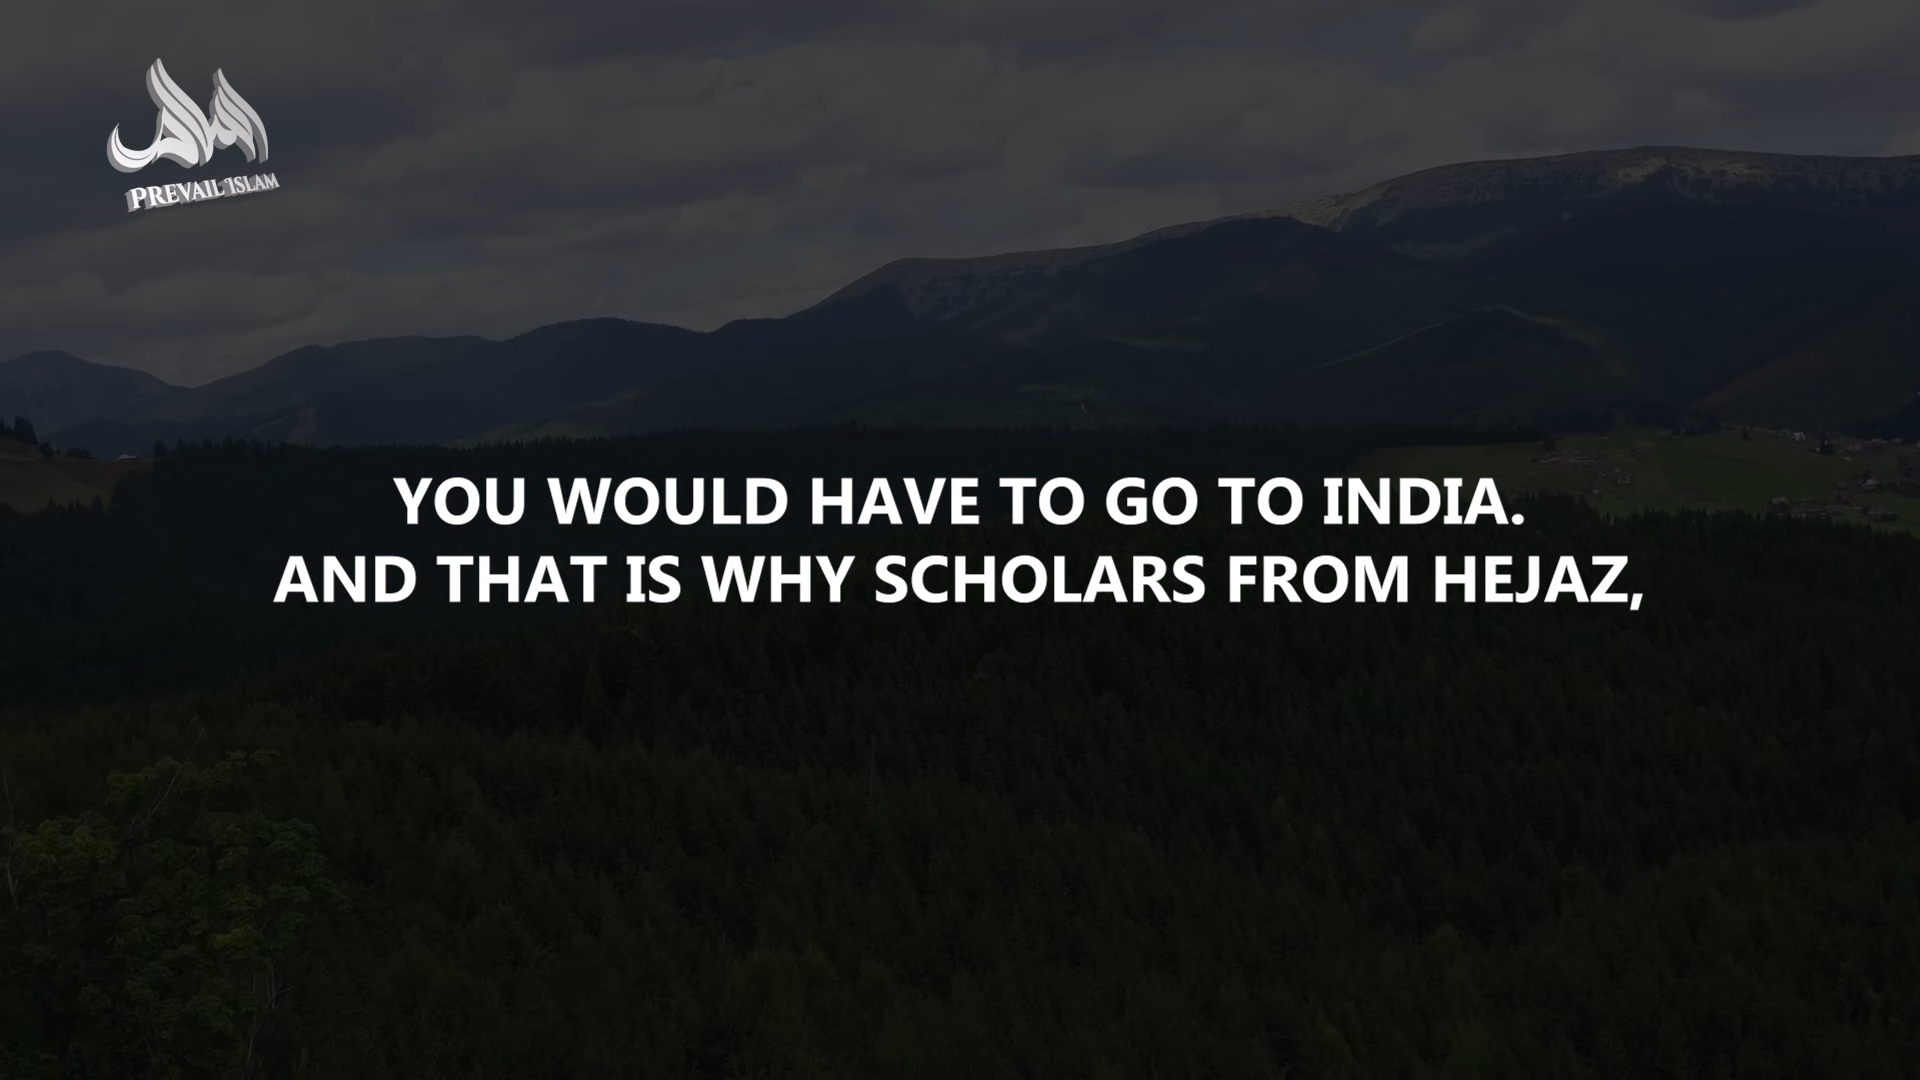 PREVAIL ISLAM
YOU WOULD HAVE TO GO TO INDIA.
AND THAT IS WHY SCHOLARS FROM HEJAZ,